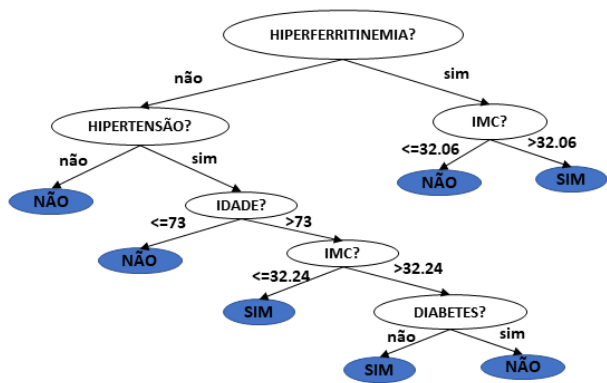 HIPERFERRITINEMIA?
não
sim
HIPERTENSÃO?
IMC?
não
sim
<=32.06
>32.06
NÃO
IDADE?
NÃO
SIM
<=73
>73
NÃO
IMC?
<=32.24
>32.24
SIM
DIABETES?
não
sim
SIM
NÃO